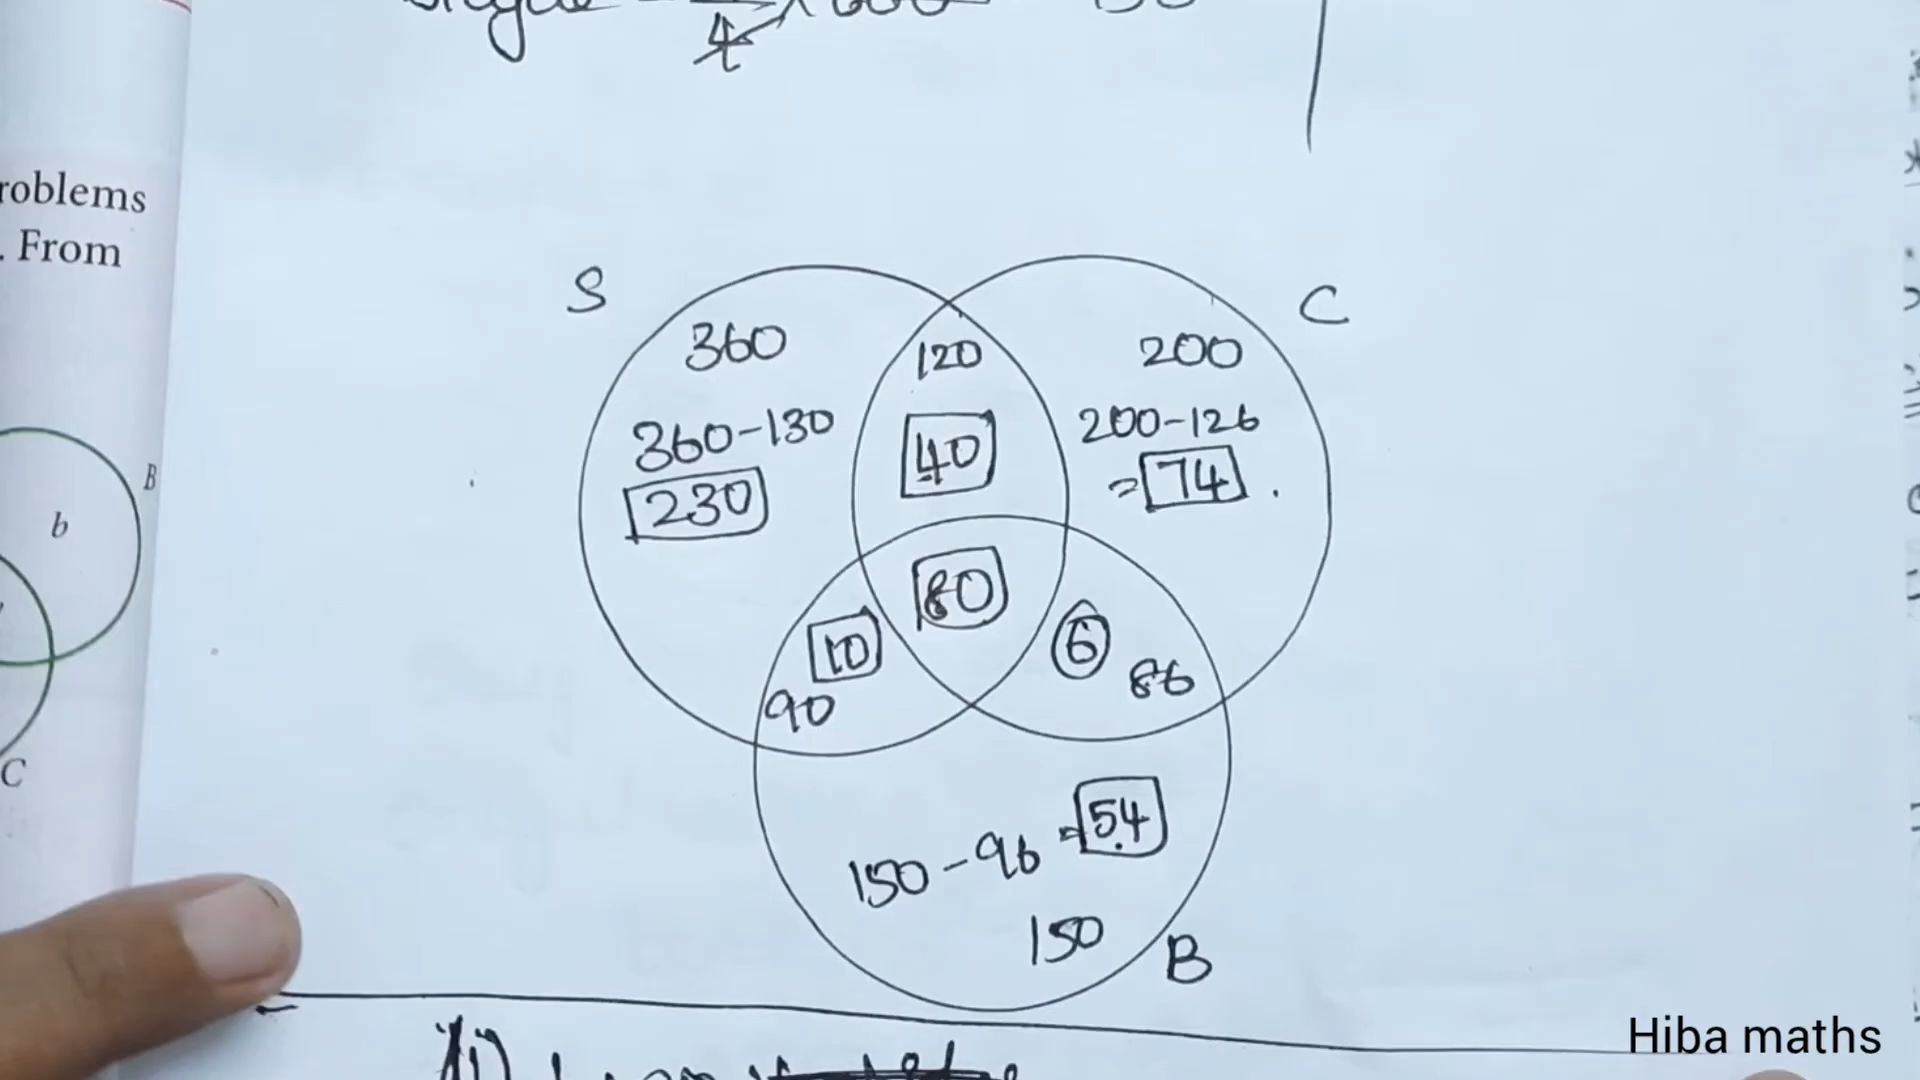 4
roblems
. From
B
b
C
S
C
360
120
200
360-130
40
200-126
230
= 74 .
80
10
6
90
86
150-96 = 54
150
B
Hiba maths